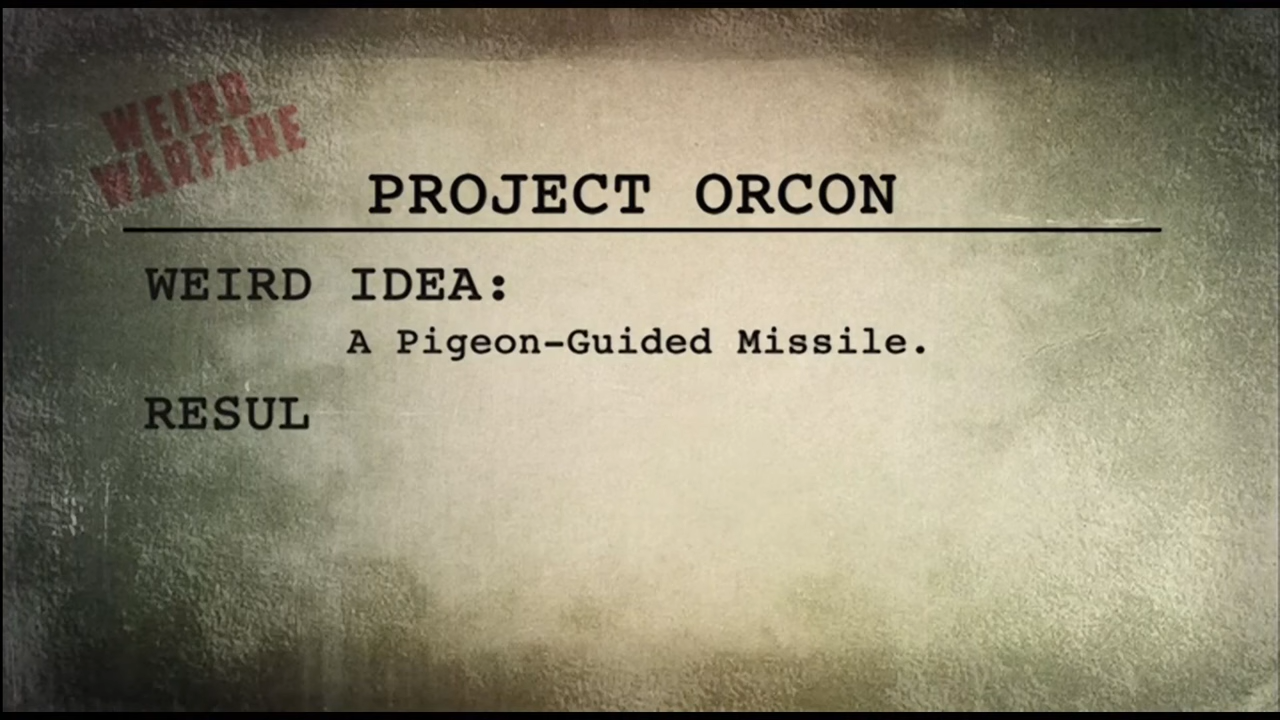 WEIRD
WARFARE
PROJECT ORCON
WEIRD IDEA:
A Pigeon-Guided Missile.
RESUL